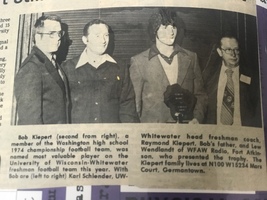 Bob Klepert (second from right), a
member of the Washington high school
1974 championship football team, was
named most valuable player on the
University of Wisconsin-Whitewater
freshmen football team this year. With
Bob are (left to right) Karl Schlender, UW-
Whitewater head freshmen coach,
Raymond Klepert, Bob's father, and Lew
Wendlandt of WFAW Radio, Fort Atkin-
son, who presented the trophy. The
Klepert family lives at N100 W15354 Mars
Court, Germantown.